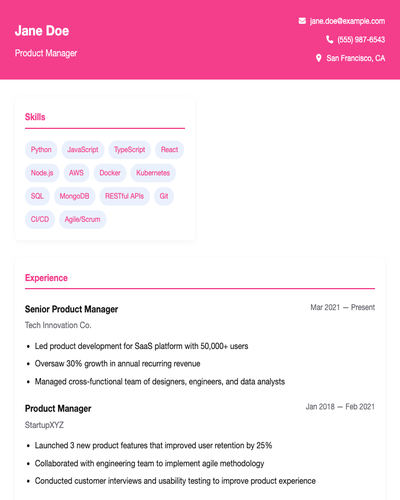 Jane Doe
Product Manager
jane.doe@example.com
(555) 987-6543
San Francisco, CA
Skills
Python JavaScript TypeScript React
Node.js AWS Docker Kubernetes
SQL MongoDB RESTful APIs Git
CI/CD Agile/Scrum
Experience
Senior Product Manager Mar 2021 — Present
Tech Innovation Co.
• Led product development for SaaS platform with 50,000+ users
• Oversaw 30% growth in annual recurring revenue
• Managed cross-functional team of designers, engineers, and data analysts
Product Manager Jan 2018 — Feb 2021
StartupXYZ
• Launched 3 new product features that improved user retention by 25%
• Collaborated with engineering team to implement agile methodology
• Conducted customer interviews and usability testing to improve product experience